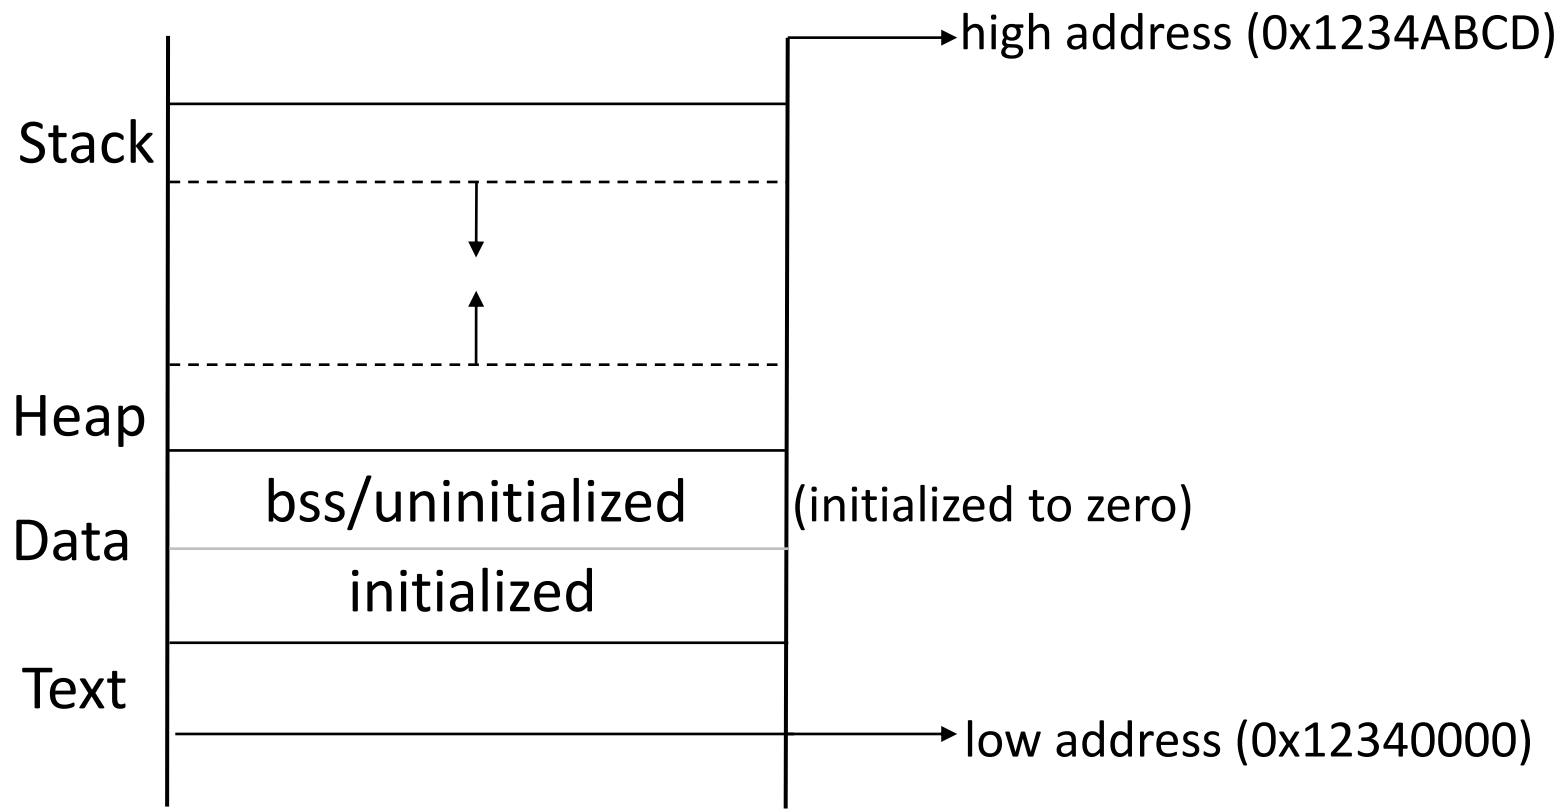 high address (0x1234ABCD)
Stack
Heap
bss/uninitialized
(initialized to zero)
Data
initialized
Text
low address (0x12340000)